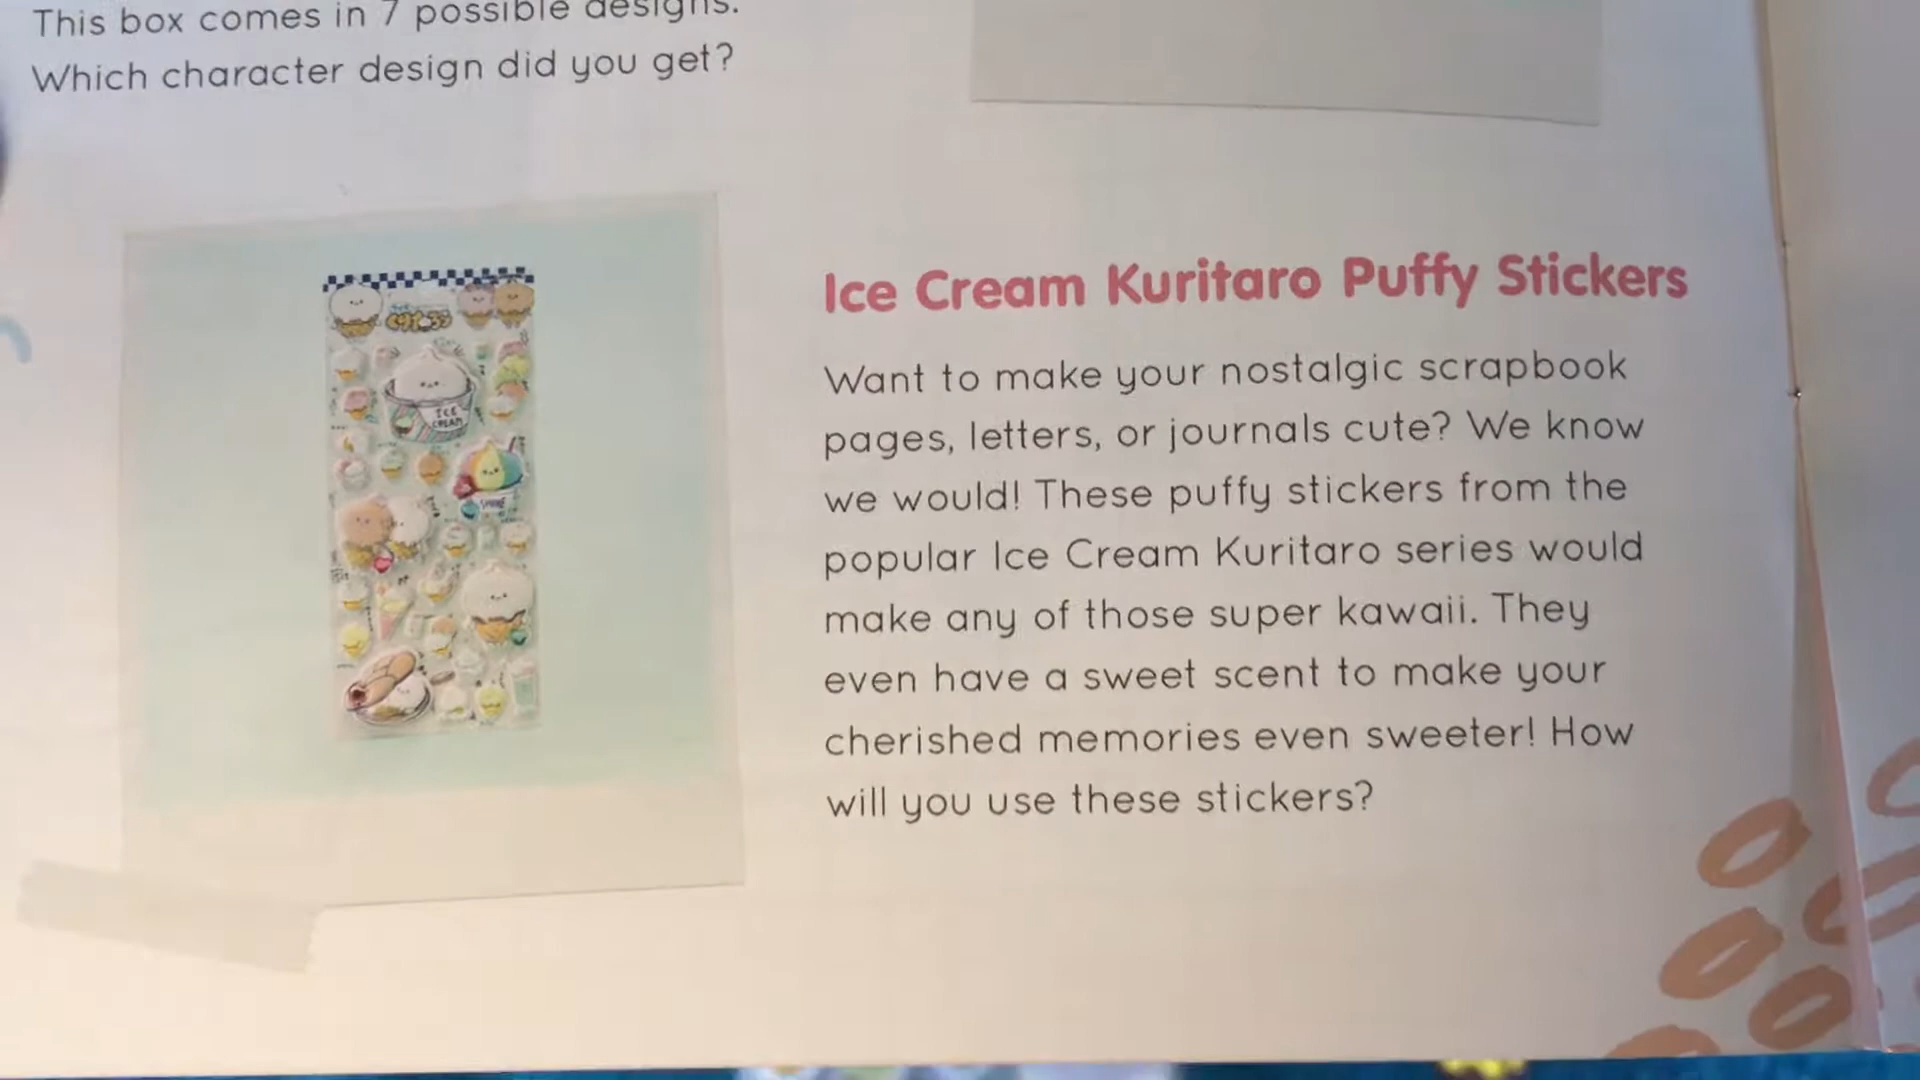 This box comes in 7 possible designs.
Which character design did you get?
ICE
CREAM
Ice Cream Kuritaro Puffy Stickers
Want to make your nostalgic scrapbook
pages, letters, or journals cute? We know
we would! These puffy stickers from the
popular Ice Cream Kuritaro series would
make any of those super kawaii. They
even have a sweet scent to make your
cherished memories even sweeter! How
will you use these stickers?